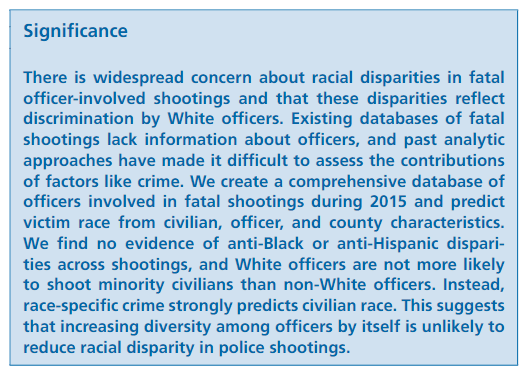 Significance
There is widespread concern about racial disparities in fatal
officer-involved shootings and that these disparities reflect
discrimination by White officers. Existing databases of fatal
shootings lack information about officers, and past analytic
approaches have made it difficult to assess the contributions
of factors like crime. We create a comprehensive database of
officers involved in fatal shootings during 2015 and predict
victim race from civilian, officer, and county characteristics.
We find no evidence of anti-Black or anti-Hispanic dispari-
ties across shootings, and White officers are not more likely
to shoot minority civilians than non-White officers. Instead,
race-specific crime strongly predicts civilian race. This suggests
that increasing diversity among officers by itself is unlikely to
reduce racial disparity in police shootings.